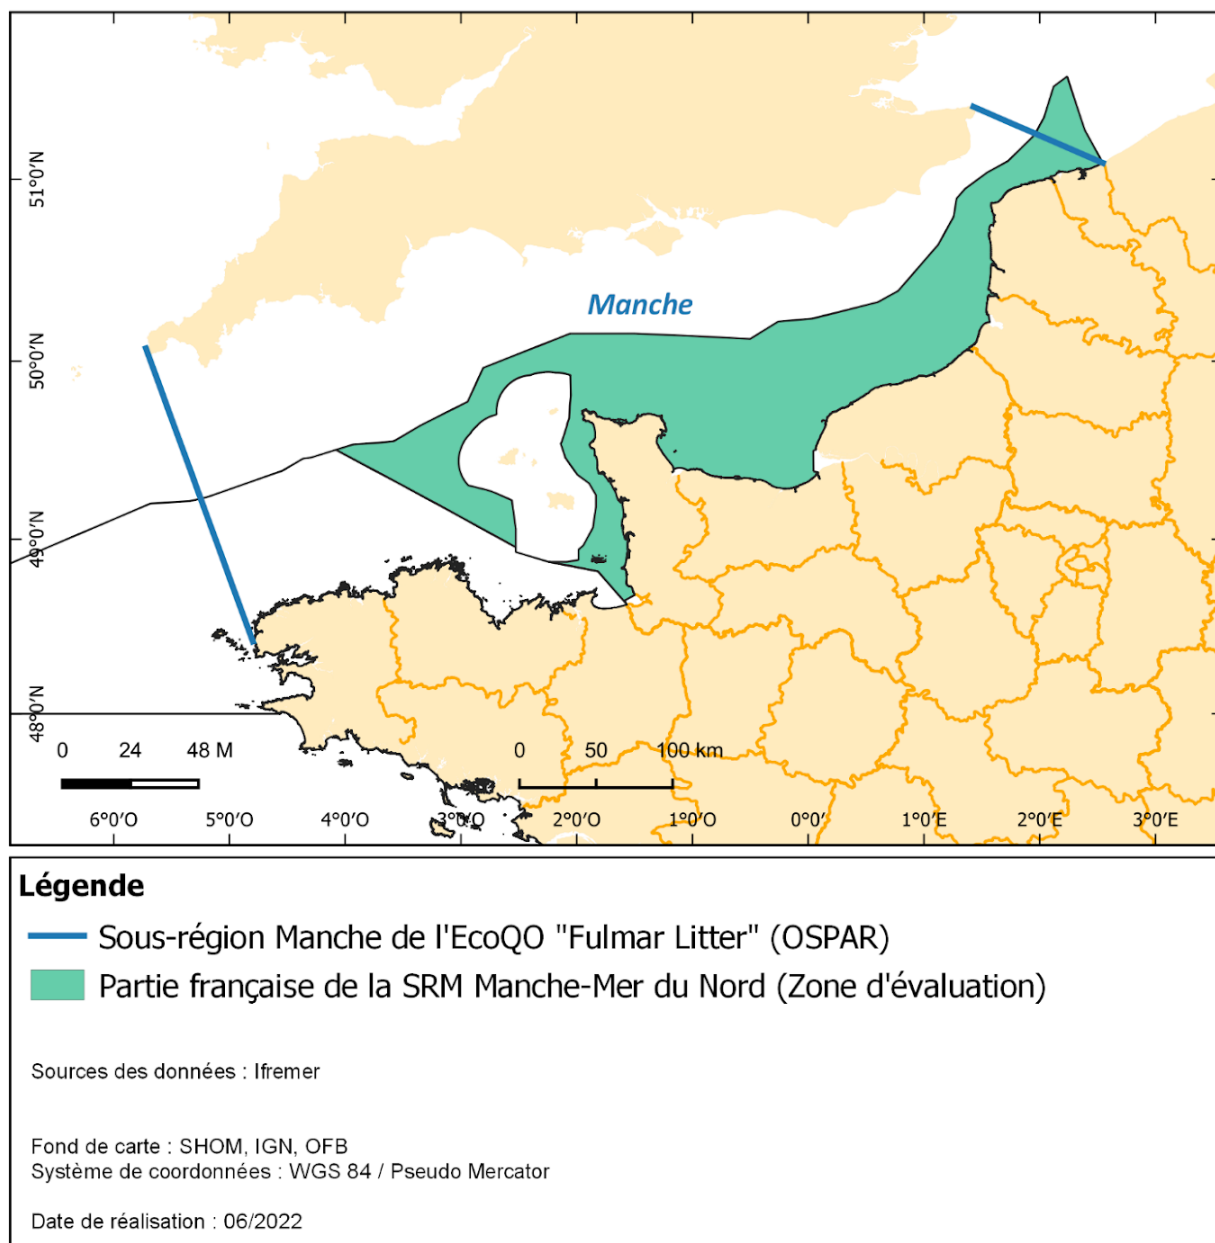 51°0'N
50°0'N
49°0'N
48°0'N
Manche
0 24 48 M
0 50 100 km
6°0'O 5°0'O 4°0'O 3°0'O 2°0'O 1°0'O 0°0' 1°0'E 2°0'E 3°0'E
Légende
Sous-région Manche de l'EcoQO "Fulmar Litter" (OSPAR)
Partie française de la SRM Manche-Mer du Nord (Zone d'évaluation)
Sources des données : Ifremer
Fond de carte : SHOM, IGN, OFB
Système de coordonnées : WGS 84 / Pseudo Mercator
Date de réalisation : 06/2022